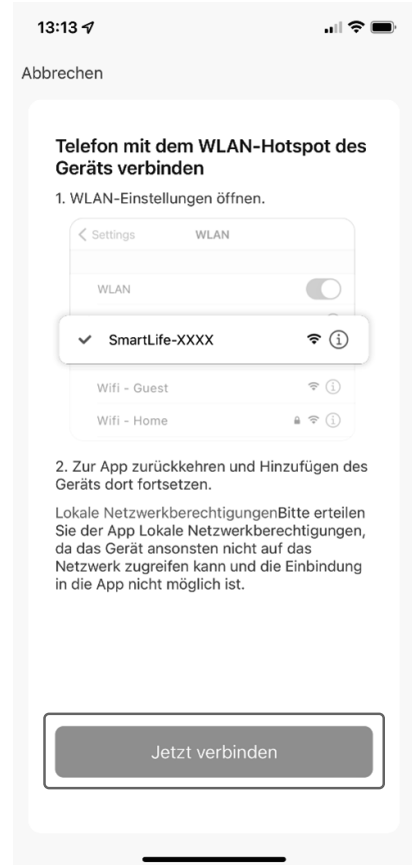 13:13
Abbrechen
Telefon mit dem WLAN-Hotspot des
Geräts verbinden
1. WLAN-Einstellungen öffnen.
Settings WLAN
WLAN
SmartLife-XXXX
Wifi - Guest
Wifi - Home
2. Zur App zurückkehren und Hinzufügen des
Geräts dort fortsetzen.
Lokale NetzwerkberechtigungenBitte erteilen
Sie der App Lokale Netzwerkberechtigungen,
da das Gerät ansonsten nicht auf das
Netzwerk zugreifen kann und die Einbindung
in die App nicht möglich ist.
Jetzt verbinden